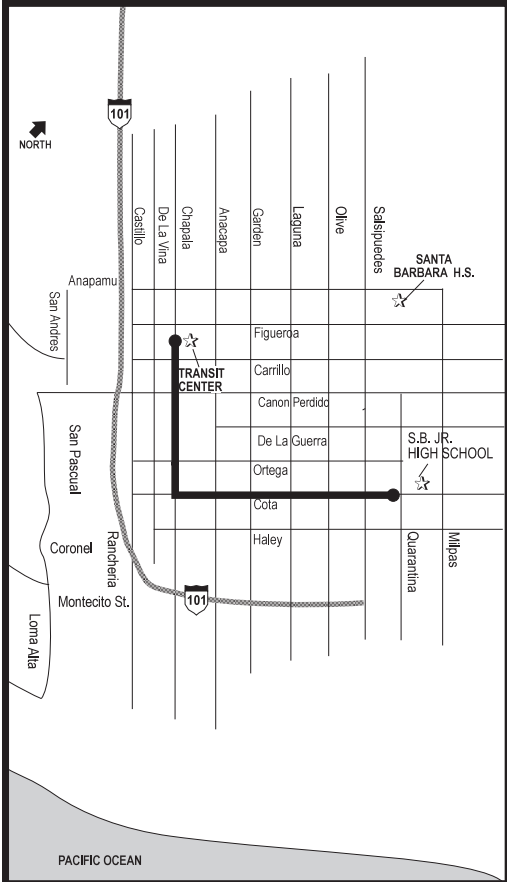 101
NORTH
Castillo
De La Vina
Chapala
Anacapa
Garden
Laguna
Olive
Salsipuedes
SANTA
BARBARA H.S.
Anapamu
San Andres
Figueroa
TRANSIT
CENTER
Carrillo
Canon Perdido
De La Guerra
S.B. JR.
HIGH SCHOOL
San Pascual
Ortega
Cota
Haley
Coronel
Rancheria
Quarantina
Milpas
Montecito St.
101
Loma Alta
PACIFIC OCEAN